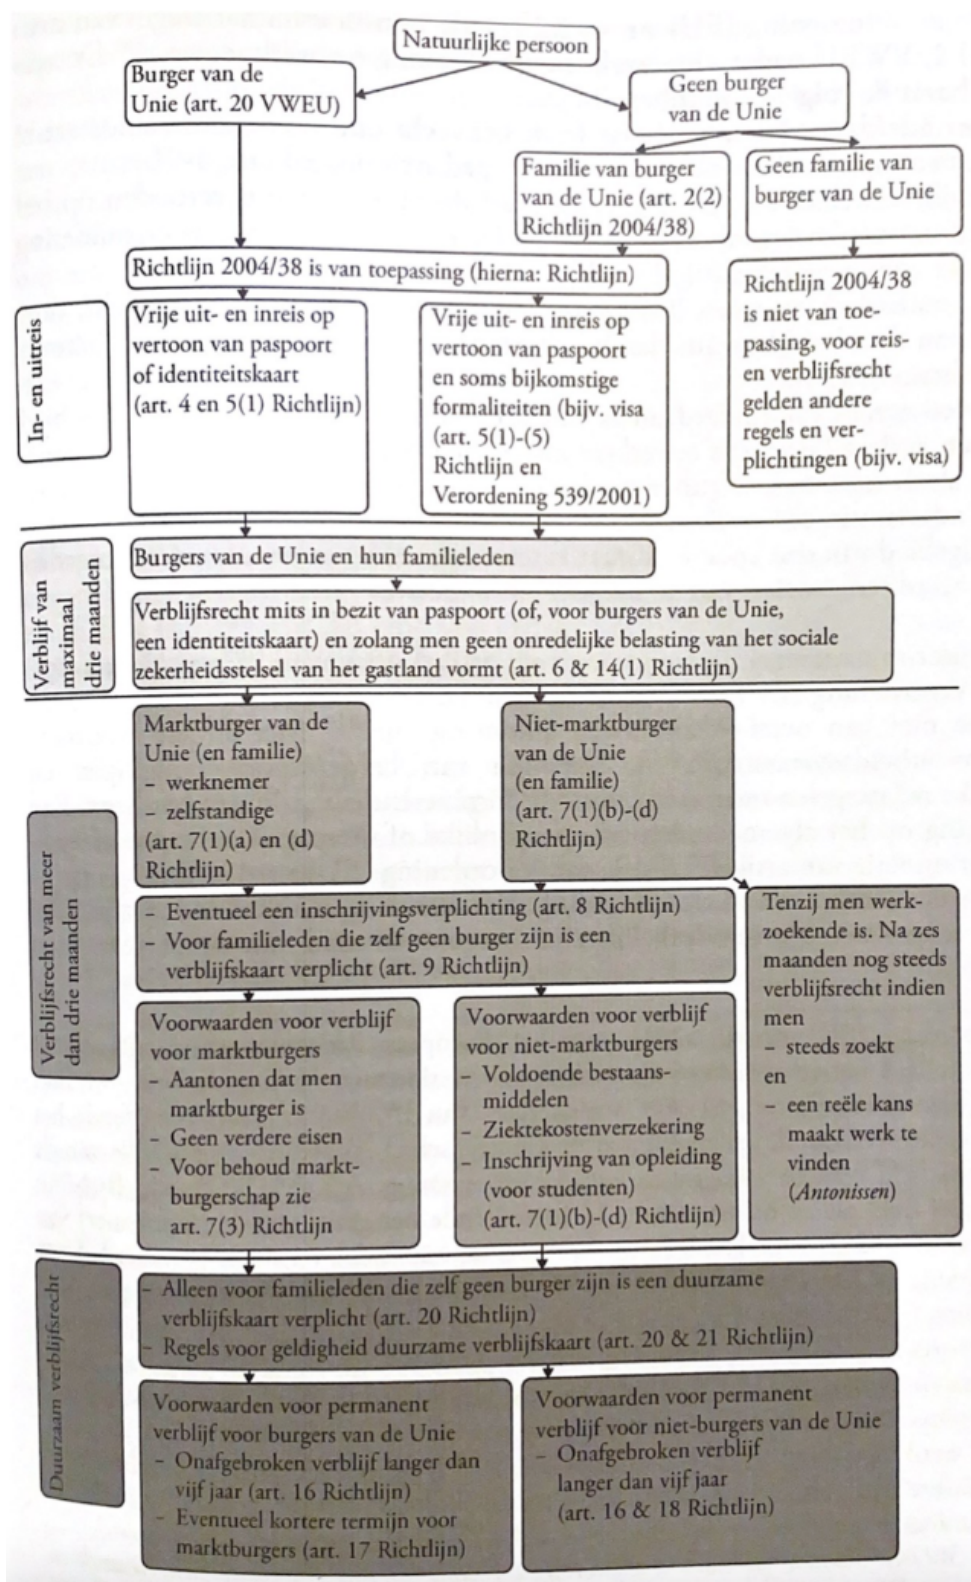 Natuurlijke persoon
Burger van de
Unie (art. 20 VWEU)
Geen burger
van de Unie
Familie van burger
van de Unie (art. 2(2)
Richtlijn 2004/38)
Geen familie van
burger van de Unie
Richtlijn 2004/38 is van toepassing (hierna: Richtlijn)
In- en uitreis
Vrije uit- en inreis op
vertoon van paspoort
of identiteitskaart
(art. 4 en 5(1) Richtlijn)
Vrije uit- en inreis op
vertoon van paspoort
en soms bijkomstige
formaliteiten (bijv. visa
(art. 5(1)-(5)
Richtlijn en
Verordening 539/2001)
Richtlijn 2004/38
is niet van toe-
passing, voor reis-
en verblijfsrecht
gelden andere
regels en ver-
plichtingen (bijv. visa)
Verblijf van
maximaal
drie maanden
Burgers van de Unie en hun familieleden
Verblijfsrecht mits in bezit van paspoort (of, voor burgers van de Unie,
een identiteitskaart) en zolang men geen onredelijke belasting van het sociale
zekerheidsstelsel van het gastland vormt (art. 6 & 14(1) Richtlijn)
Verblijfsrecht van meer
dan drie maanden
Marktburger van de
Unie (en familie)
– werknemer
– zelfstandige
(art. 7(1)(a) en (d)
Richtlijn)
Niet-marktburger
van de Unie
(en familie)
(art. 7(1)(b)-(d)
Richtlijn)
– Eventueel een inschrijvingsverplichting (art. 8 Richtlijn)
– Voor familieleden die zelf geen burger zijn is een
verblijfskaart verplicht (art. 9 Richtlijn)
Tenzij men werk-
zoekende is. Na zes
maanden nog steeds
verblijfsrecht indien
men
– steeds zoekt
en
– een reële kans
maakt werk te
vinden
(Antonissen)
Voorwaarden voor verblijf
voor marktburgers
– Aantonen dat men
marktburger is
– Geen verdere eisen
– Voor behoud markt-
burgerschap zie
art. 7(3) Richtlijn
Voorwaarden voor verblijf
voor niet-marktburgers
– Voldoende bestaans-
middelen
– Ziektekostenverzekering
– Inschrijving van opleiding
(voor studenten)
(art. 7(1)(b)-(d) Richtlijn)
Duurzaam verblijfsrecht
– Alleen voor familieleden die zelf geen burger zijn is een duurzame
verblijfskaart verplicht (art. 20 Richtlijn)
– Regels voor geldigheid duurzame verblijfskaart (art. 20 & 21 Richtlijn)
Voorwaarden voor permanent
verblijf voor burgers van de Unie
– Onafgebroken verblijf langer dan
vijf jaar (art. 16 Richtlijn)
– Eventueel kortere termijn voor
marktburgers (art. 17 Richtlijn)
Voorwaarden voor permanent
verblijf voor niet-burgers van de Unie
– Onafgebroken verblijf
langer dan vijf jaar
(art. 16 & 18 Richtlijn)